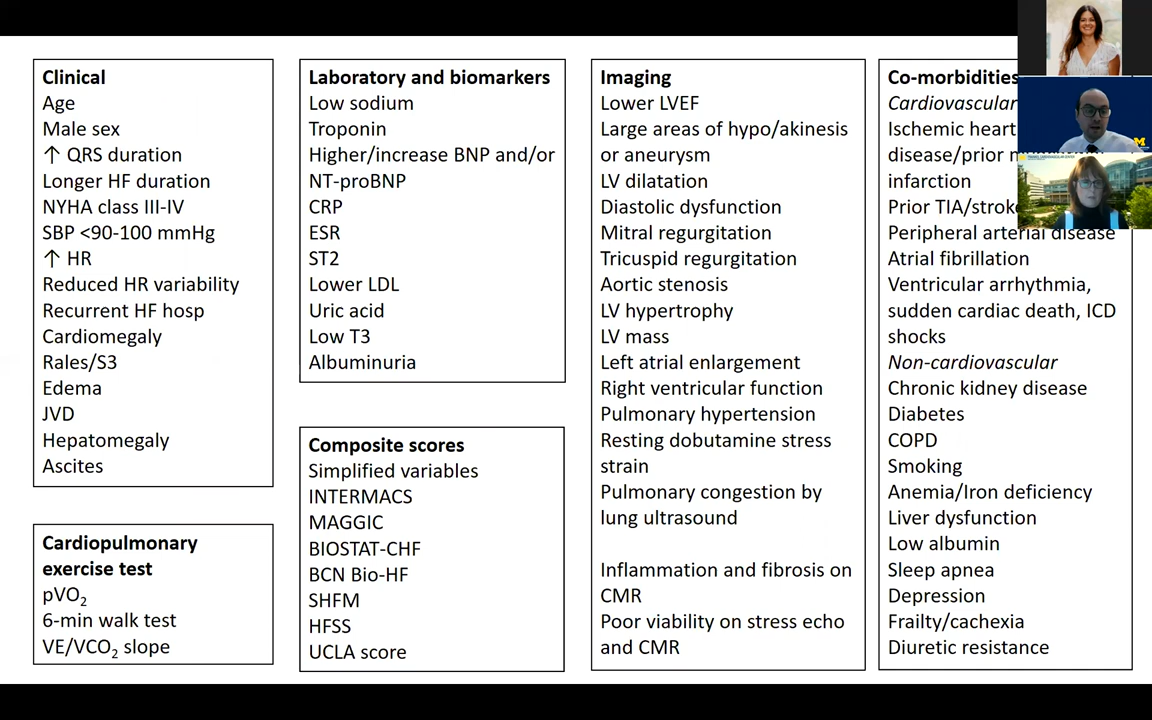 Clinical
Age
Male sex
↑ QRS duration
Longer HF duration
NYHA class III-IV
SBP <90-100 mmHg
↑ HR
Reduced HR variability
Recurrent HF hosp
Cardiomegaly
Rales/S3
Edema
JVD
Hepatomegaly
Ascites
Cardiopulmonary
exercise test
pVO₂
6-min walk test
VE/VCO₂ slope
Laboratory and biomarkers
Low sodium
Troponin
Higher/increase BNP and/or
NT-proBNP
CRP
ESR
ST2
Lower LDL
Uric acid
Low T3
Albuminuria
Composite scores
Simplified variables
INTERMACS
MAGGIC
BIOSTAT-CHF
BCN Bio-HF
SHFM
HFSS
UCLA score
Imaging
Lower LVEF
Large areas of hypo/akinesis
or aneurysm
LV dilatation
Diastolic dysfunction
Mitral regurgitation
Tricuspid regurgitation
Aortic stenosis
LV hypertrophy
LV mass
Left atrial enlargement
Right ventricular function
Pulmonary hypertension
Resting dobutamine stress
strain
Pulmonary congestion by
lung ultrasound
Inflammation and fibrosis on
CMR
Poor viability on stress echo
and CMR
Co-morbidities
Cardiovascular
Ischemic heart
disease/prior
infarction
Prior TIA/stroke
Peripheral arterial disease
Atrial fibrillation
Ventricular arrhythmia,
sudden cardiac death, ICD
shocks
Non-cardiovascular
Chronic kidney disease
Diabetes
COPD
Smoking
Anemia/Iron deficiency
Liver dysfunction
Low albumin
Sleep apnea
Depression
Frailty/cachexia
Diuretic resistance
M